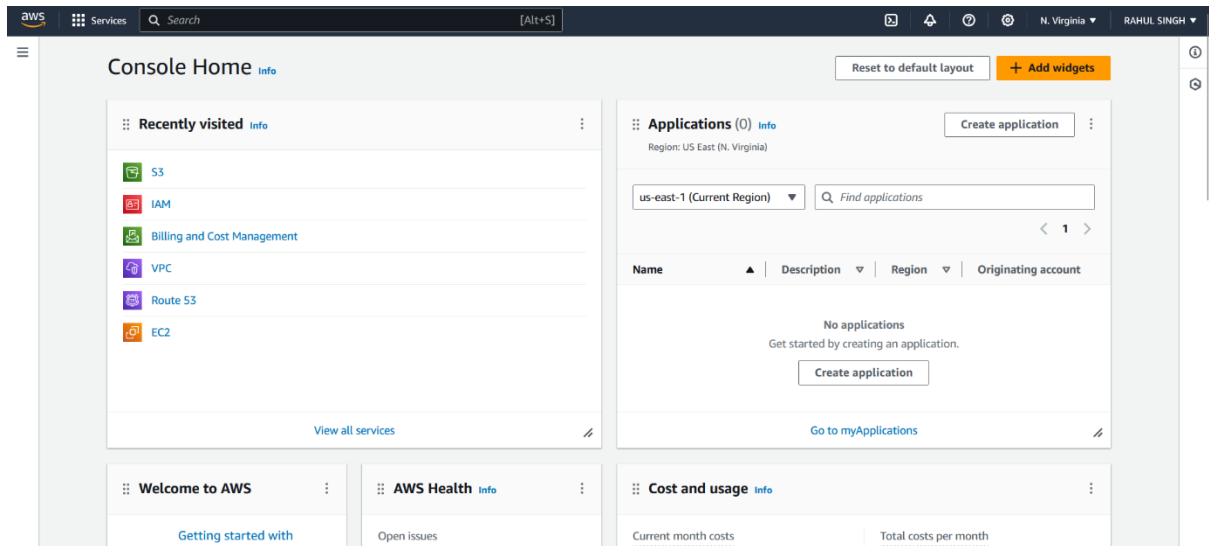 aws Services Search [Alt+S] N. Virginia RAHUL SINGH
Console Home Info
Reset to default layout
+ Add widgets
Recently visited Info
S3
IAM
Billing and Cost Management
VPC
Route 53
EC2
View all services
Applications (0) Info
Create application
Region: US East (N. Virginia)
us-east-1 (Current Region)
Find applications
1
Name Description Region Originating account
No applications
Get started by creating an application.
Create application
Go to myApplications
Welcome to AWS
Getting started with
AWS Health Info
Open issues
Cost and usage Info
Current month costs
Total costs per month